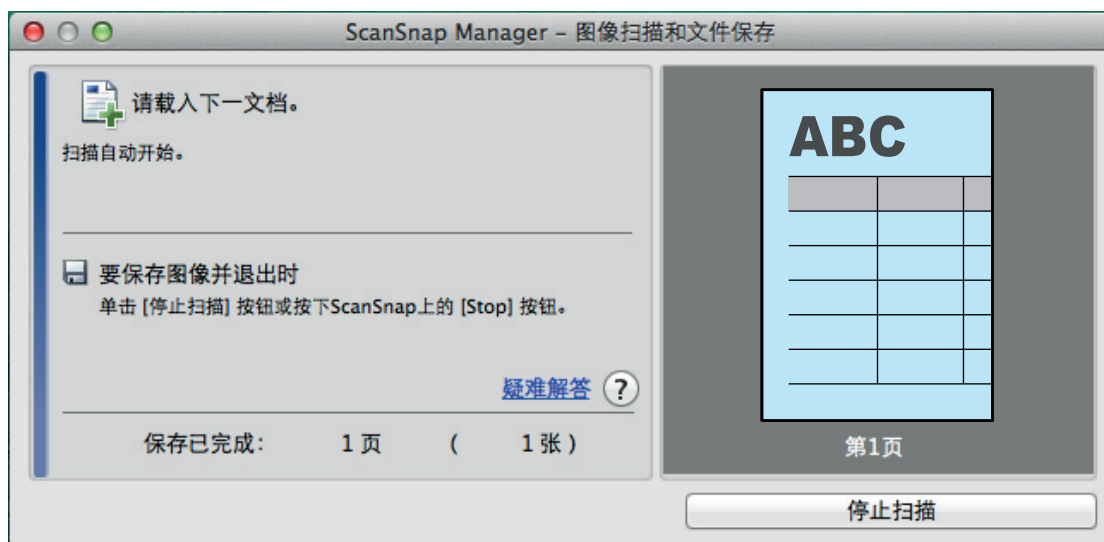 ScanSnap Manager – 图像扫描和文件保存
请载入下一文档。
扫描自动开始。
要保存图像并退出时
单击 [停止扫描] 按钮或按下ScanSnap上的 [Stop] 按钮。
疑难解答 ?
保存已完成: 1 页 ( 1 张 )
ABC
第1页
停止扫描